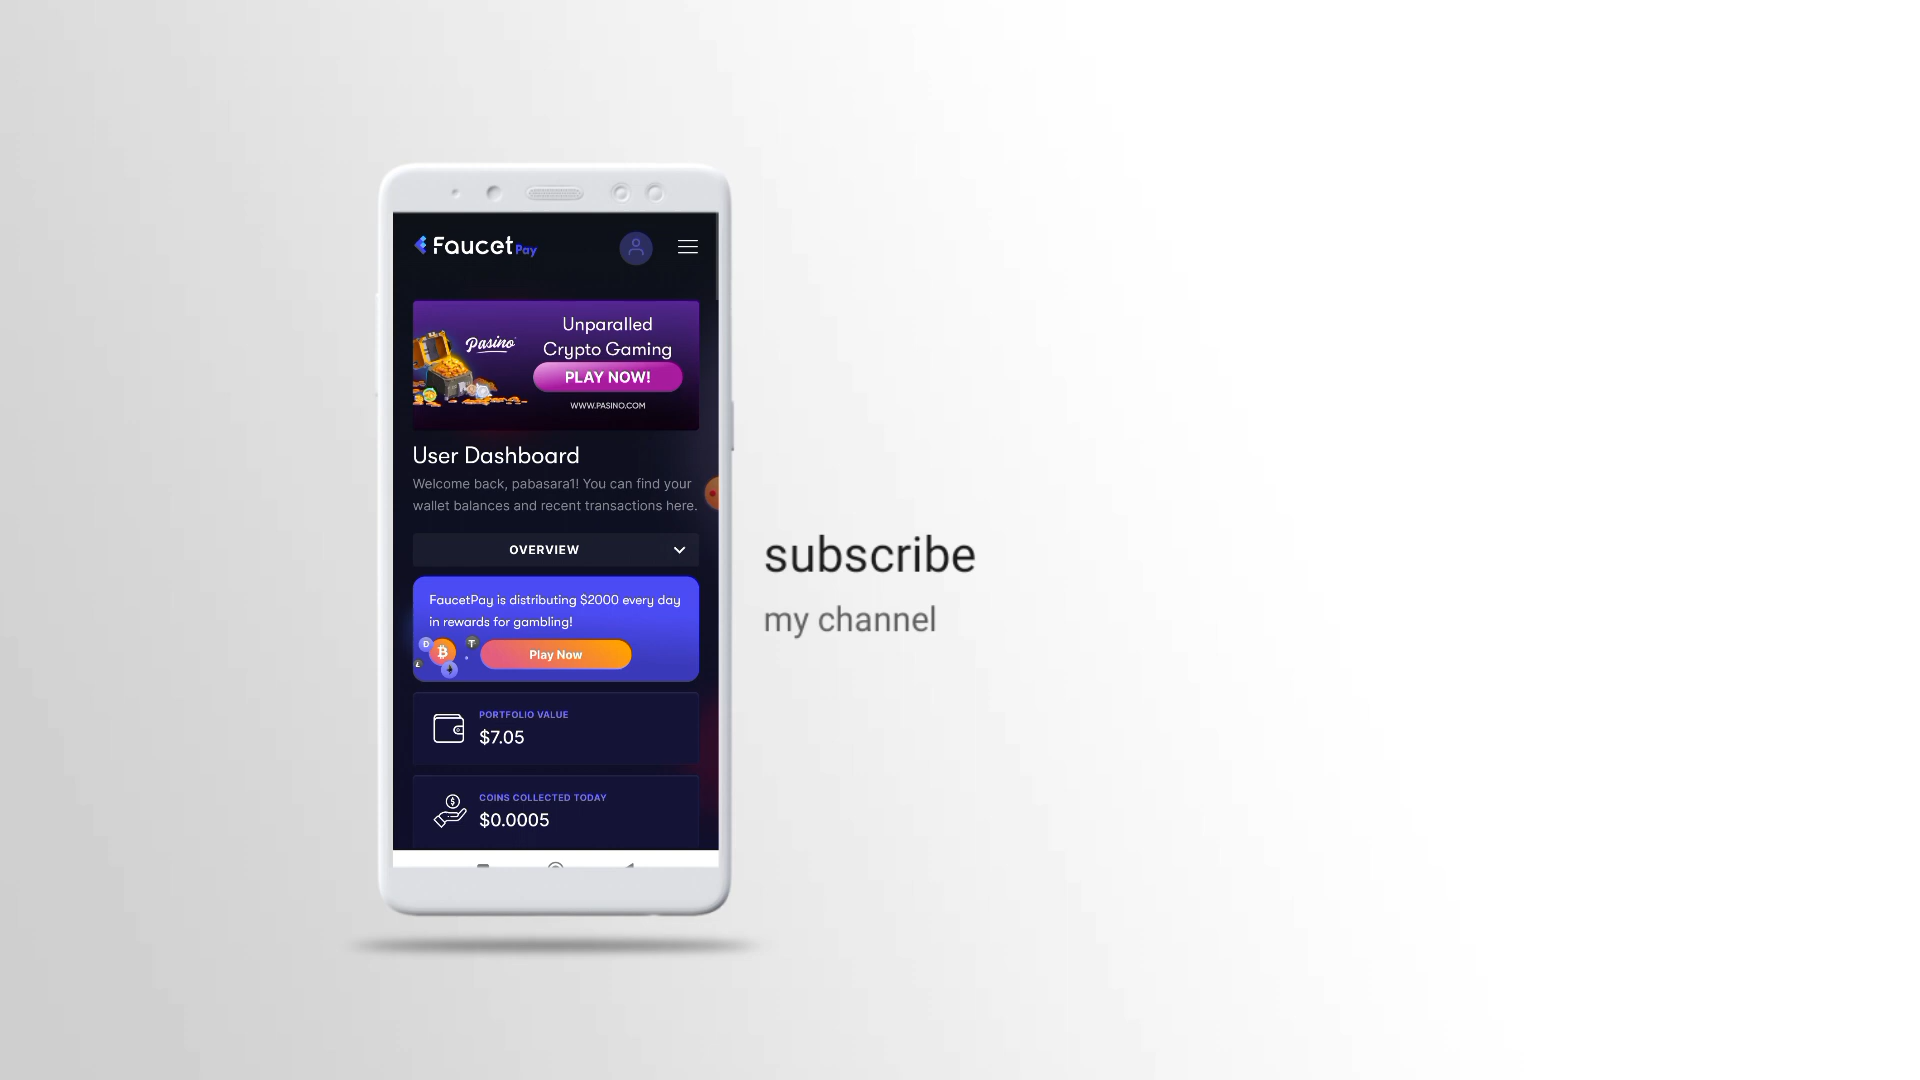 Faucet Pay
Pasino
Unparalled
Crypto Gaming
PLAY NOW!
WWW.PASINO.COM
User Dashboard
Welcome back, pabasara1! You can find your
wallet balances and recent transactions here.
OVERVIEW
FaucetPay is distributing $2000 every day
in rewards for gambling!
Play Now
PORTFOLIO VALUE
$7.05
COINS COLLECTED TODAY
$0.0005
subscribe
my channel